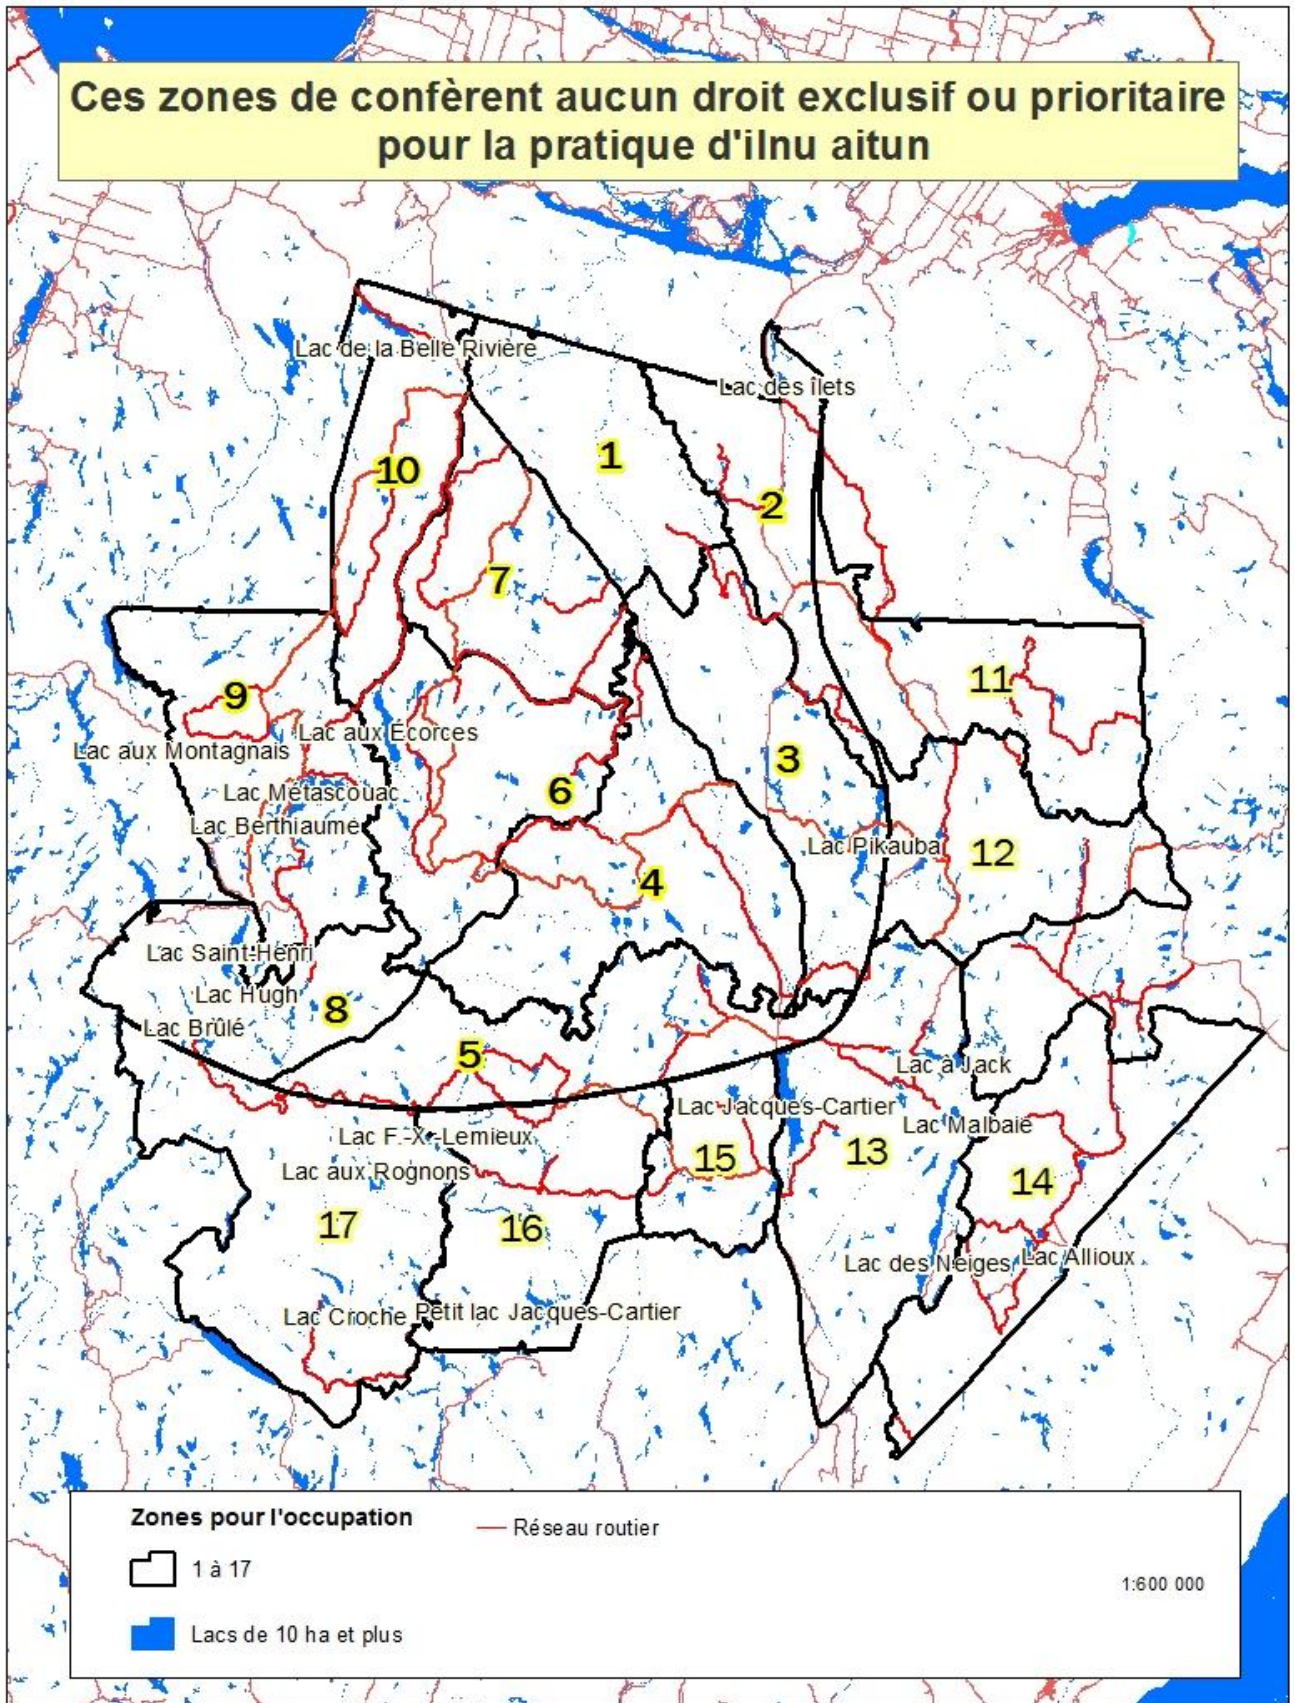 Ces zones de confèrent aucun droit exclusif ou prioritaire
pour la pratique d'ilnu aitun
Lac de la Belle Rivière
Lac des îlets
1
10
2
7
11
9
Lac aux Écorces
Lac aux Montagnais
3
6
Lac Métascouac
Lac Berthiaume
Lac Pikauba
12
4
Lac Saint-Henri
Lac Hugh
8
Lac Brûlé
5
Lac à Jack
Lac Jacques-Cartier
Lac Malbaie
Lac F.-X.-Lemieux
15
13
Lac aux Rognons
14
17
16
Lac des Neiges
Lac Allioux
Lac Croche
Petit lac Jacques-Cartier
Zones pour l'occupation
Réseau routier
1 à 17
1:600 000
Lacs de 10 ha et plus